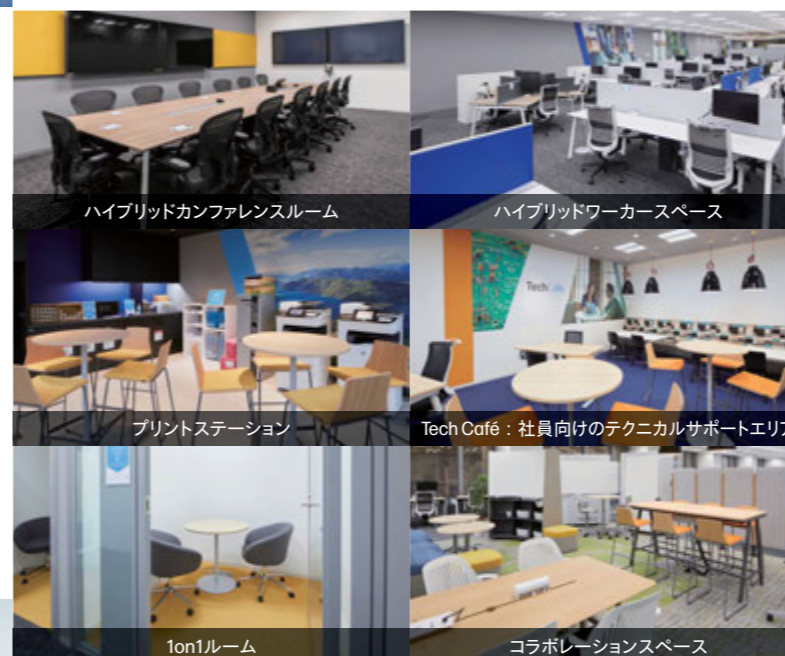 ハイブリッドカンファレンスルーム
ハイブリッドワーカースペース
プリントステーション
Tech Café
Tech Café：社員向けのテクニカルサポートエリア
1on1ルーム
コラボレーションスペース